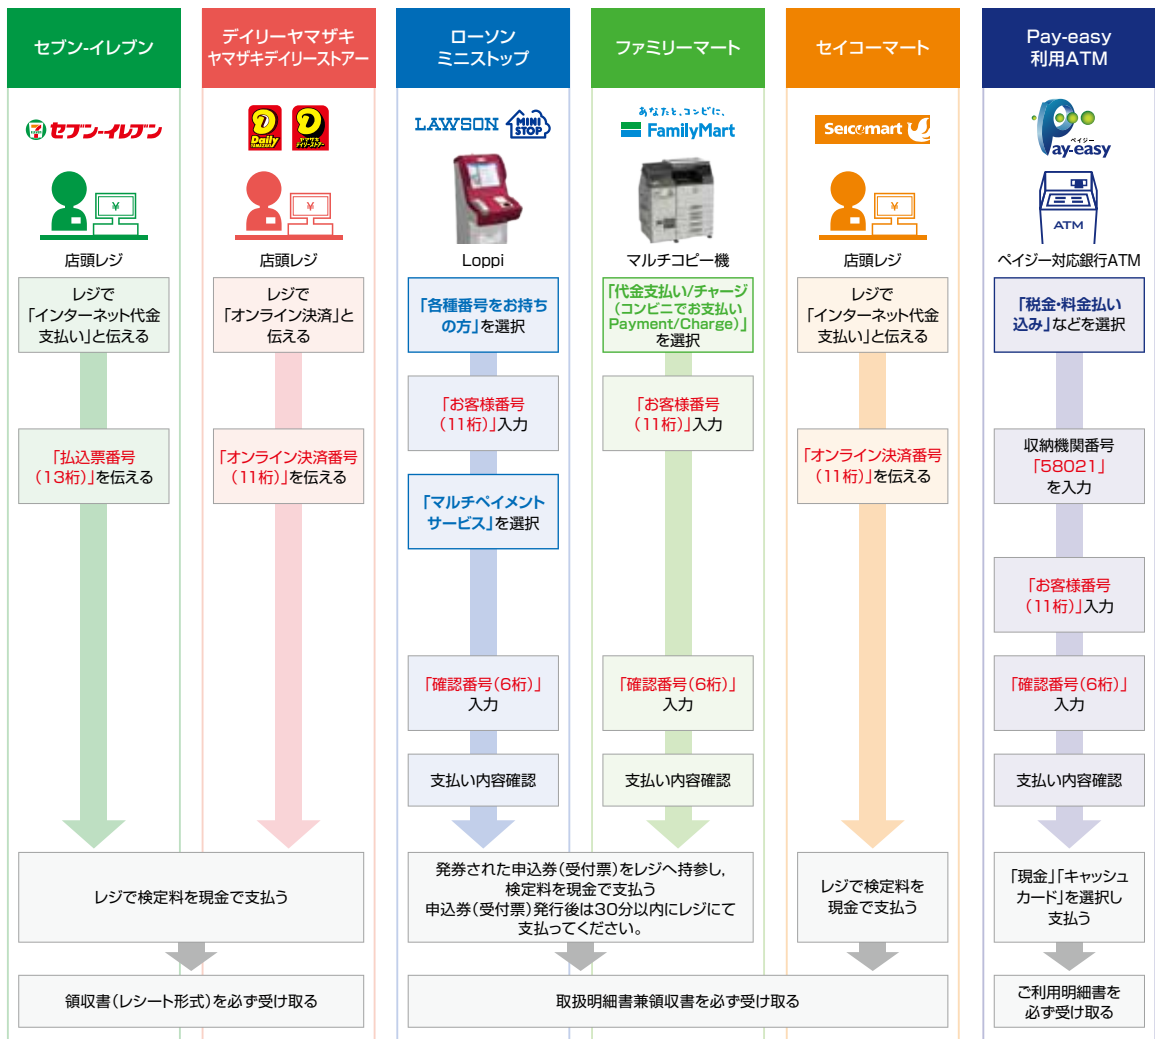 セブン-イレブン
デイリーヤマザキ
ヤマザキデイリーストアー
ローソン
ミニストップ
ファミリーマート
セイコーマート
Pay-easy
利用ATM
セブン-イレブン
Daily
YAMAZAKI
ヤマザキ
デイリーストアー
LAWSON
MINI
STOP
あなたと、コンビに、
FamilyMart
Seicomart
ペイジー
Pay-easy
¥
¥
¥
ATM
店頭レジ
店頭レジ
Loppi
マルチコピー機
店頭レジ
ペイジー対応銀行ATM
レジで
「インターネット代金
支払い」と伝える
レジで
「オンライン決済」と
伝える
「各種番号をお持ち
の方」を選択
「代金支払い/チャージ
(コンビニでお支払い
Payment/Charge)」
を選択
レジで
「インターネット代金
支払い」と伝える
「税金・料金払い
込み」などを選択
「お客様番号
(11桁)」入力
「お客様番号
(11桁)」入力
「払込票番号
(13桁)」を伝える
「オンライン決済番号
(11桁)」を伝える
「マルチペイメント
サービス」を選択
「オンライン決済番号
(11桁)」を伝える
収納機関番号
「58021」
を入力
「お客様番号
(11桁)」入力
「確認番号(6桁)」
入力
「確認番号(6桁)」
入力
「確認番号(6桁)」
入力
支払い内容確認
支払い内容確認
支払い内容確認
レジで検定料を現金で支払う
発券された申込券(受付票)をレジへ持参し,
検定料を現金で支払う
申込券(受付票)発行後は30分以内にレジにて
支払ってください。
レジで検定料を
現金で支払う
「現金」「キャッシュ
カード」を選択し
支払う
領収書(レシート形式)を必ず受け取る
取扱明細書兼領収書を必ず受け取る
ご利用明細書を
必ず受け取る